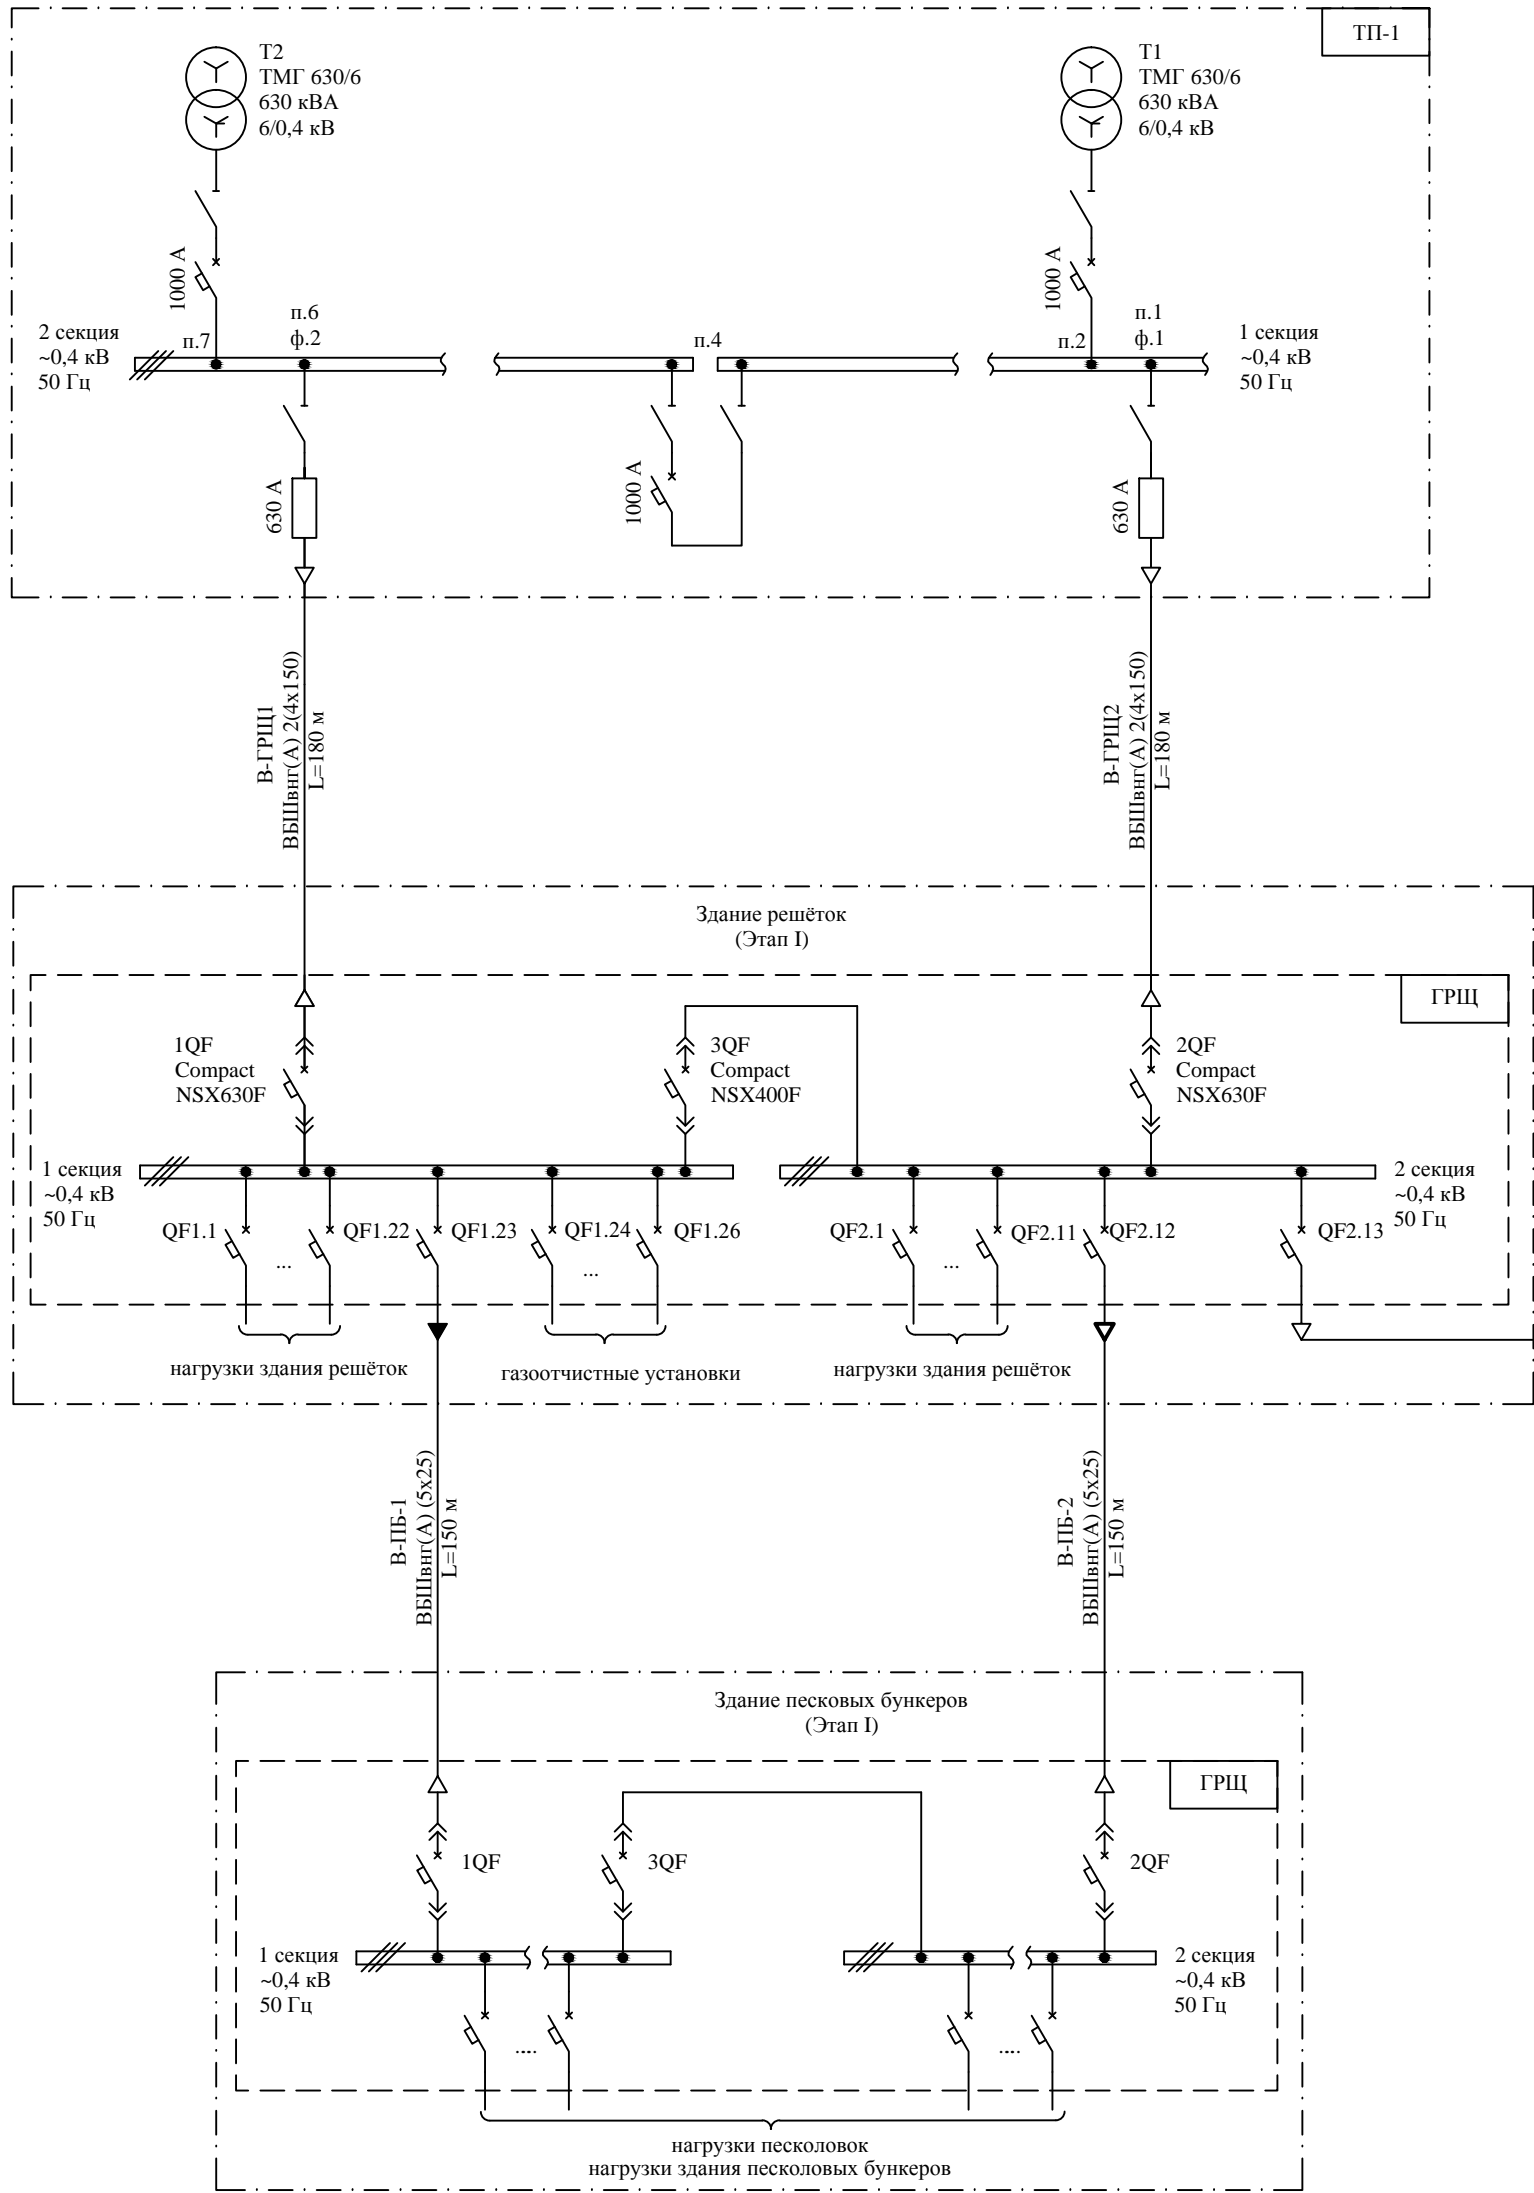 ТП-1
Т2
ТМГ 630/6
630 кВА
6/0,4 кВ
Т1
ТМГ 630/6
630 кВА
6/0,4 кВ
1000 А
1000 А
2 секция
~0,4 кВ
50 Гц
п.7
п.6
ф.2
п.4
п.2
п.1
ф.1
1 секция
~0,4 кВ
50 Гц
630 А
1000 А
630 А
В-ГРЩ1
ВБШвнг(А) 2(4х150)
L=180 м
В-ГРЩ2
ВБШвнг(А) 2(4х150)
L=180 м
Здание решёток
(Этап I)
ГРЩ
1QF
Compact
NSX630F
3QF
Compact
NSX400F
2QF
Compact
NSX630F
1 секция
~0,4 кВ
50 Гц
2 секция
~0,4 кВ
50 Гц
QF1.1
...
QF1.22
QF1.23
QF1.24
...
QF1.26
QF2.1
...
QF2.11
QF2.12
QF2.13
нагрузки здания решёток
газоотчистные установки
нагрузки здания решёток
В-ПБ-1
ВБШвнг(А) (5х25)
L=150 м
В-ПБ-2
ВБШвнг(А) (5х25)
L=150 м
Здание песковых бункеров
(Этап I)
ГРЩ
1QF
3QF
2QF
1 секция
~0,4 кВ
50 Гц
2 секция
~0,4 кВ
50 Гц
....
....
нагрузки песколовок
нагрузки здания песколовых бункеров